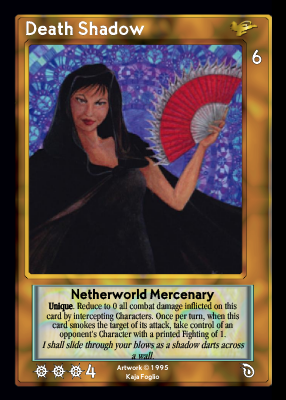 Death Shadow
6
Netherworld Mercenary
Unique. Reduce to 0 all combat damage inflicted on
this card by intercepting Characters. Once per turn, when
this card smokes the target of its attack, take control of an
opponent's Character with a printed Fighting of 1.
I shall slide through your blows as a shadow darts across
a wall.
4
Artwork © 1995
Kaja Foglio